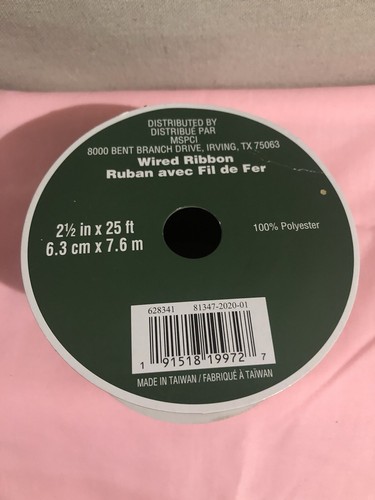 DISTRIBUTED BY
DISTRIBUÉ PAR
MSPCI
8000 BENT BRANCH DRIVE, IRVING, TX 75063
Wired Ribbon
Ruban avec Fil de Fer
2½ in x 25 ft
6.3 cm x 7.6 m
100% Polyester
628341 81347-2020-01
1 91518 19972 7
MADE IN TAIWAN / FABRIQUÉ À TAÏWAN